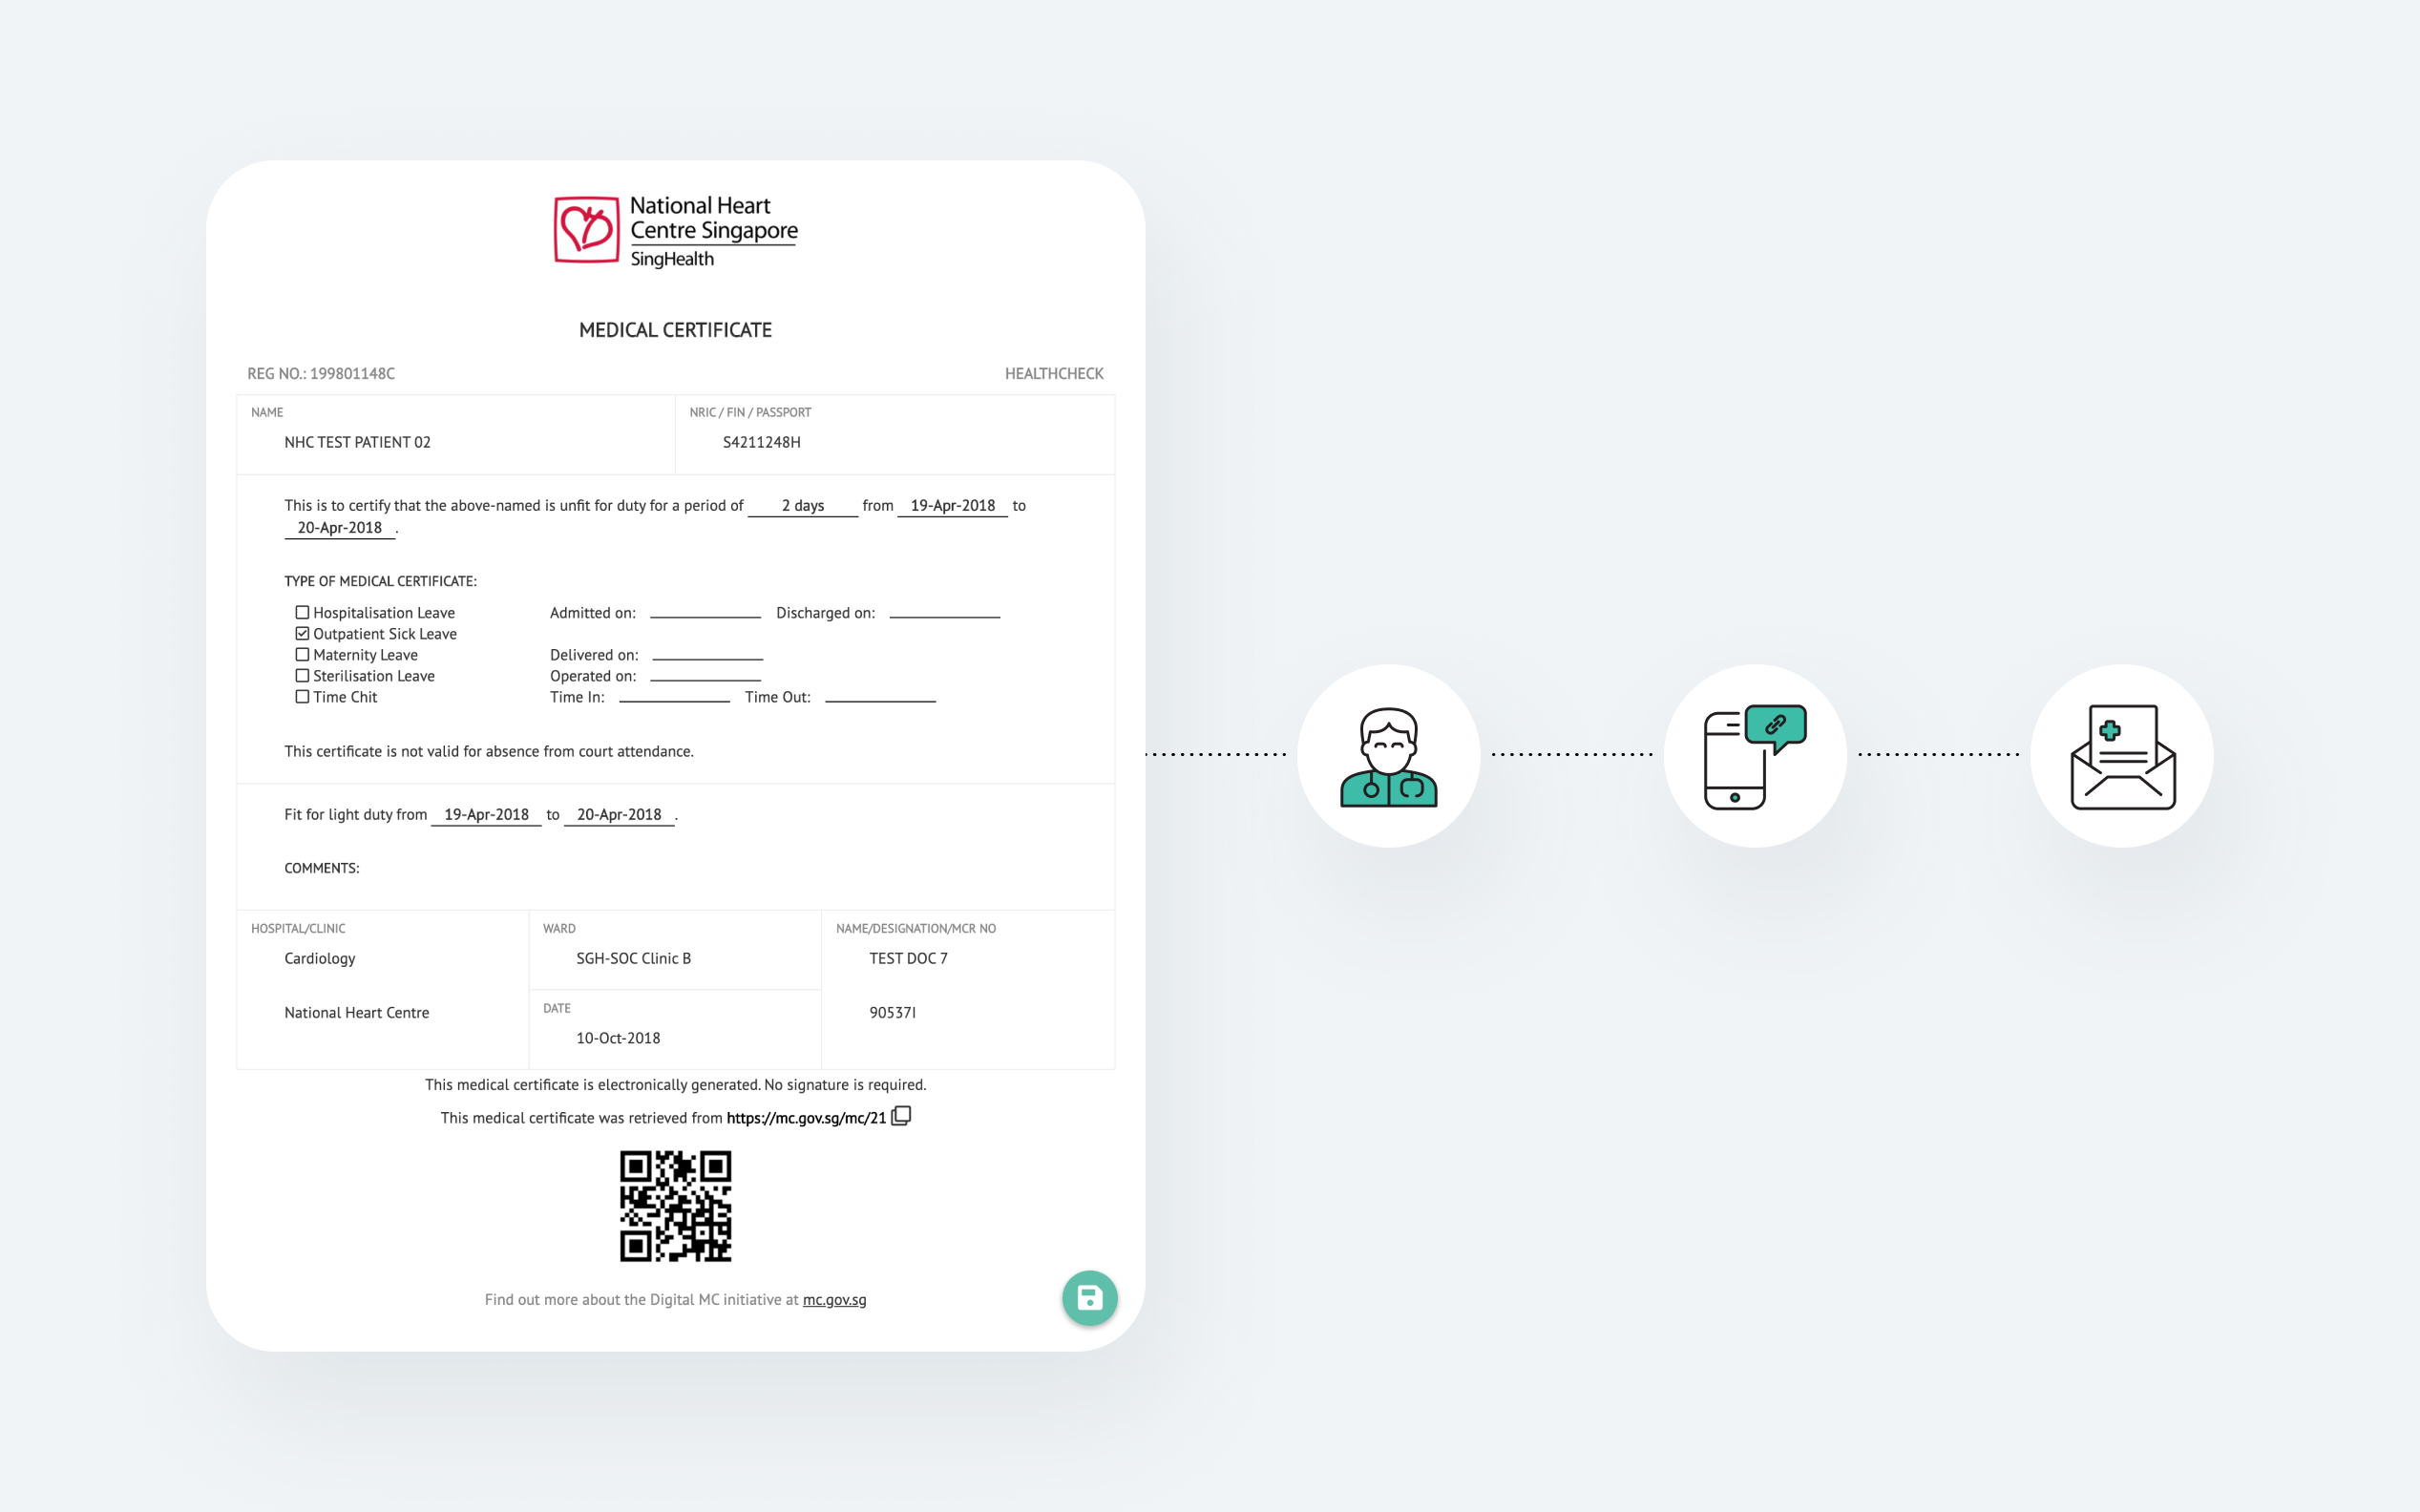 National Heart
Centre Singapore
SingHealth
MEDICAL CERTIFICATE
REG NO.: 199801148C HEALTHCHECK
NAME NRIC / FIN / PASSPORT
NHC TEST PATIENT 02 S4211248H
This is to certify that the above-named is unfit for duty for a period of 2 days from 19-Apr-2018 to
20-Apr-2018 .
TYPE OF MEDICAL CERTIFICATE:
Hospitalisation Leave Admitted on: Discharged on:
Outpatient Sick Leave
Maternity Leave Delivered on:
Sterilisation Leave Operated on:
Time Chit Time In: Time Out:
This certificate is not valid for absence from court attendance.
Fit for light duty from 19-Apr-2018 to 20-Apr-2018 .
COMMENTS:
HOSPITAL/CLINIC WARD NAME/DESIGNATION/MCR NO
Cardiology SGH-SOC Clinic B TEST DOC 7
DATE
National Heart Centre 90537I
10-Oct-2018
This medical certificate is electronically generated. No signature is required.
This medical certificate was retrieved from https://mc.gov.sg/mc/21
Find out more about the Digital MC initiative at mc.gov.sg